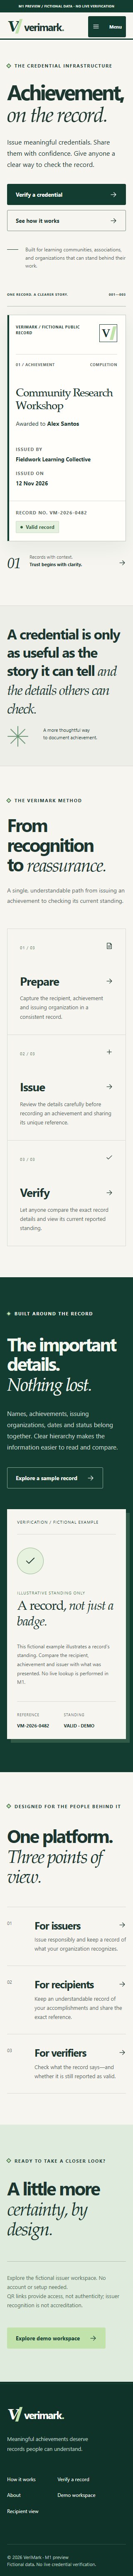 M1 PREVIEW / FICTIONAL DATA · NO LIVE VERIFICATION
V verimark.
Menu
THE CREDENTIAL INFRASTRUCTURE
Achievement,
on the record.
Issue meaningful credentials. Share
them with confidence. Give anyone a
clear way to check the record.
Verify a credential
See how it works
Built for learning communities, associations,
and organizations that can stand behind their
work.
ONE RECORD. A CLEARER STORY.
001—003
VERIMARK / FICTIONAL PUBLIC
RECORD
V
01 / ACHIEVEMENT
COMPLETION
Community Research
Workshop
Awarded to Alex Santos
ISSUED BY
Fieldwork Learning Collective
ISSUED ON
12 Nov 2026
RECORD NO. VM-2026-0482
Valid record
01
Records with context.
Trust begins with clarity.
A credential is only
as useful as the
story it can tell and
the details others can
check.
A more thoughtful way
to document achievement.
THE VERIMARK METHOD
From
recognition
to reassurance.
A single, understandable path from issuing an
achievement to checking its current standing.
01 / 03
Prepare
Capture the recipient, achievement
and issuing organization in a
consistent record.
02 / 03
Issue
Review the details carefully before
recording an achievement and sharing
its unique reference.
03 / 03
Verify
Let anyone compare the exact record
details and view its current reported
standing.
BUILT AROUND THE RECORD
The important
details.
Nothing lost.
Names, achievements, issuing
organizations, dates and status belong
together. Clear hierarchy makes the
information easier to read and compare.
Explore a sample record
VERIFICATION / FICTIONAL EXAMPLE
ILLUSTRATIVE STANDING ONLY
A record, not just a
badge.
This fictional example illustrates a record's
standing. Compare the recipient,
achievement and issuer with what was
presented. No live lookup is performed in
M1.
REFERENCE
STANDING
VM-2026-0482
VALID · DEMO
DESIGNED FOR THE PEOPLE BEHIND IT
One platform.
Three points of
view.
01
For issuers
Issue responsibly and keep a record of
what your organization recognizes.
02
For recipients
Keep an understandable record of
your accomplishments and share the
exact reference.
03
For verifiers
Check what the record says—and
whether it is still reported as valid.
READY TO TAKE A CLOSER LOOK?
A little more
certainty, by
design.
Explore the fictional issuer workspace. No
account or setup needed.
QR links provide access, not authenticity; issuer
recognition is not accreditation.
Explore demo workspace
V verimark.
Meaningful achievements deserve
records people can understand.
How it works
Verify a record
About
Demo workspace
Recipient view
© 2026 VeriMark · M1 preview
Fictional data. No live credential verification.